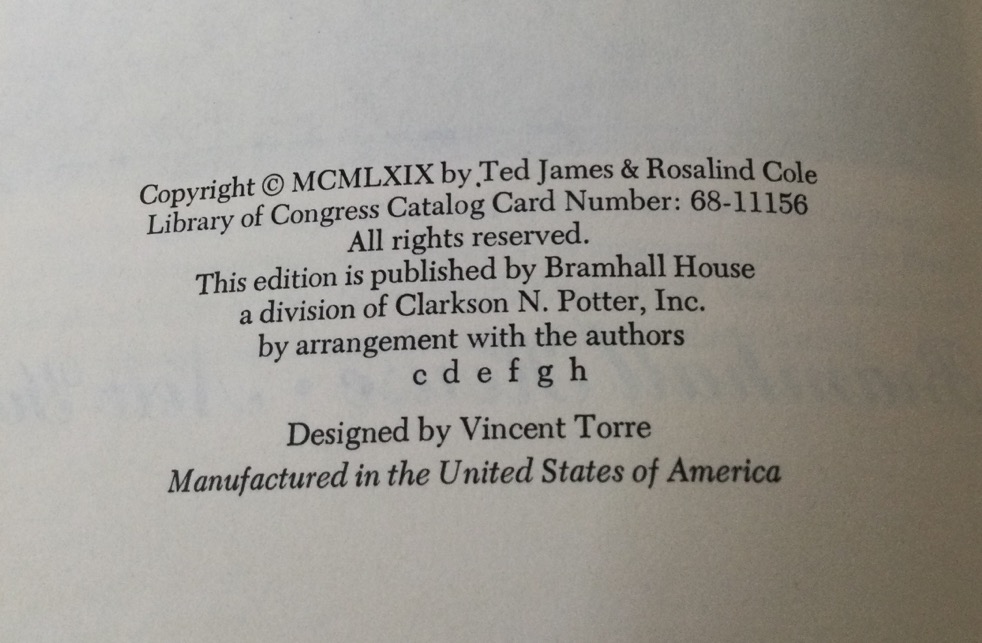 Copyright © MCMLXIX by Ted James & Rosalind Cole
Library of Congress Catalog Card Number: 68-11156
All rights reserved.
This edition is published by Bramhall House
a division of Clarkson N. Potter, Inc.
by arrangement with the authors
c d e f g h
Designed by Vincent Torre
Manufactured in the United States of America